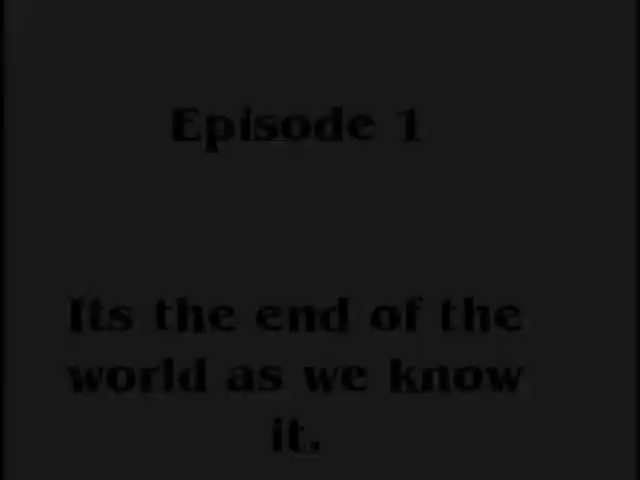 Episode 1
Its the end of the
world as we know
it.